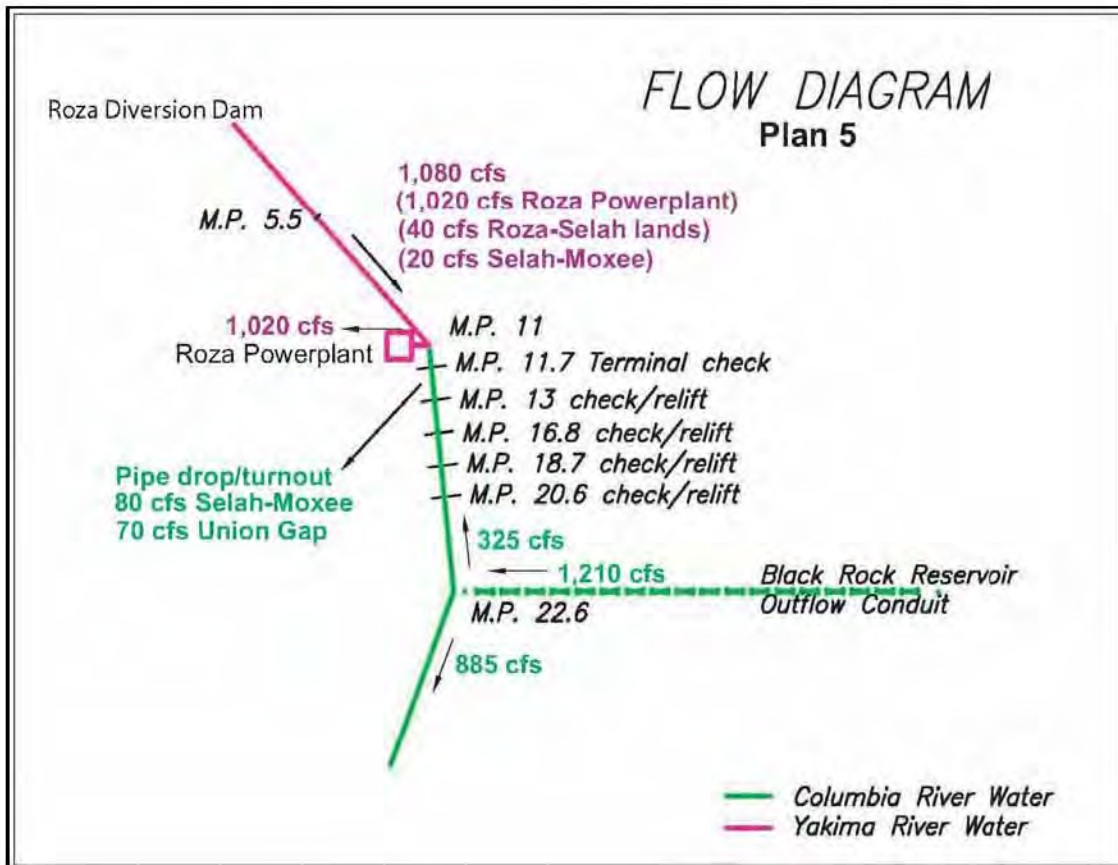 FLOW DIAGRAM
Plan 5
Roza Diversion Dam
1,080 cfs
(1,020 cfs Roza Powerplant)
(40 cfs Roza-Selah lands)
(20 cfs Selah-Moxee)
M.P. 5.5
1,020 cfs
Roza Powerplant
M.P. 11
M.P. 11.7 Terminal check
M.P. 13 check/relift
M.P. 16.8 check/relift
M.P. 18.7 check/relift
M.P. 20.6 check/relift
Pipe drop/turnout
80 cfs Selah-Moxee
70 cfs Union Gap
325 cfs
1,210 cfs
Black Rock Reservoir
Outflow Conduit
M.P. 22.6
885 cfs
Columbia River Water
Yakima River Water